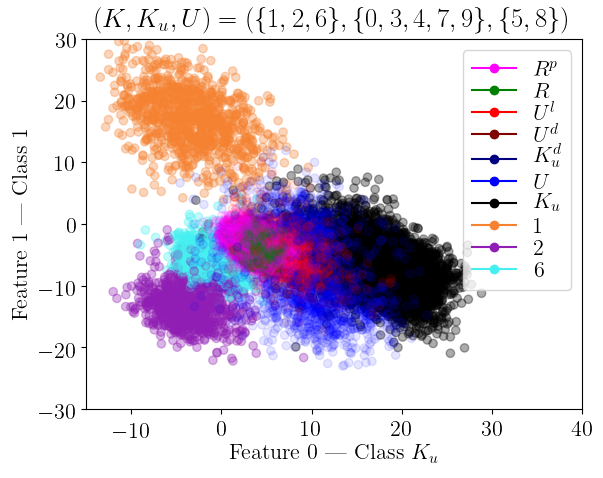 (K, K_u, U) = ({1, 2, 6}, {0, 3, 4, 7, 9}, {5, 8})
30
20
10
0
−10
−20
−30
Feature 1 — Class 1
R^p
R
U^l
U^d
K_u^d
U
K_u
1
2
6
−10 0 10 20 30 40
Feature 0 — Class K_u